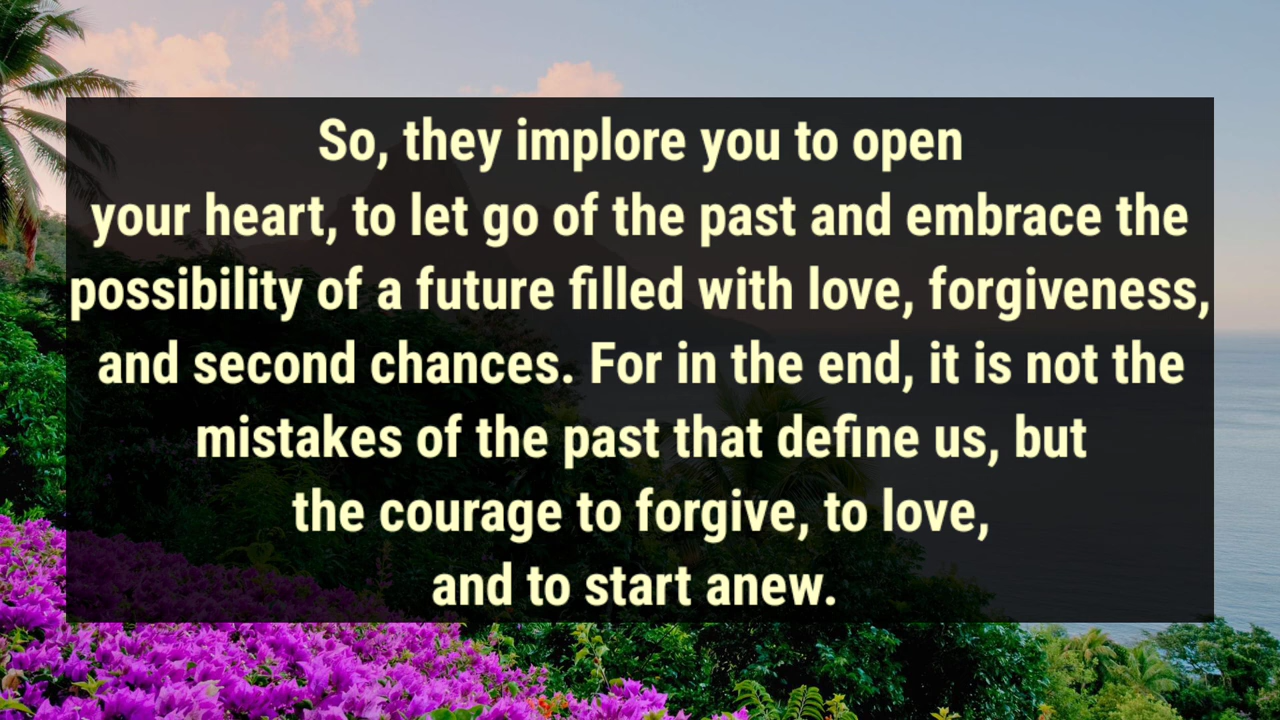 So, they implore you to open
your heart, to let go of the past and embrace the
possibility of a future filled with love, forgiveness,
and second chances. For in the end, it is not the
mistakes of the past that define us, but
the courage to forgive, to love,
and to start anew.